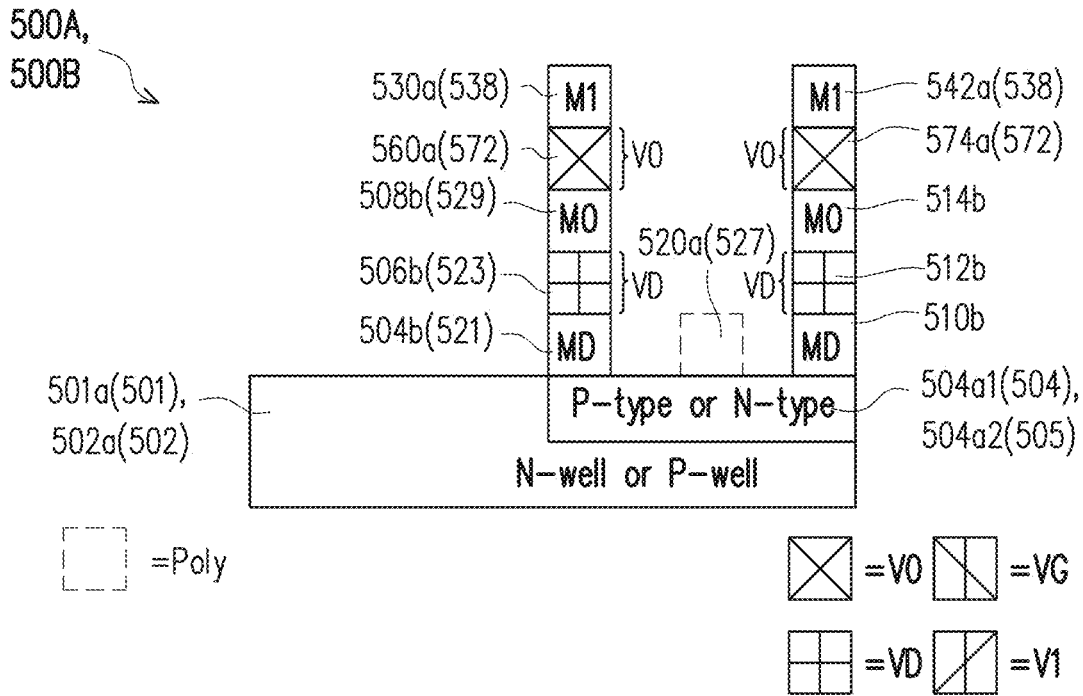 500A,
500B
530a(538)
M1
M1
542a(538)
560a(572)
V0
V0
574a(572)
508b(529)
M0
M0
514b
520a(527)
506b(523)
VD
VD
512b
504b(521)
MD
MD
510b
501a(501),
502a(502)
P-type or N-type
504a1(504),
504a2(505)
N-well or P-well
=Poly
=V0
=VG
=VD
=V1